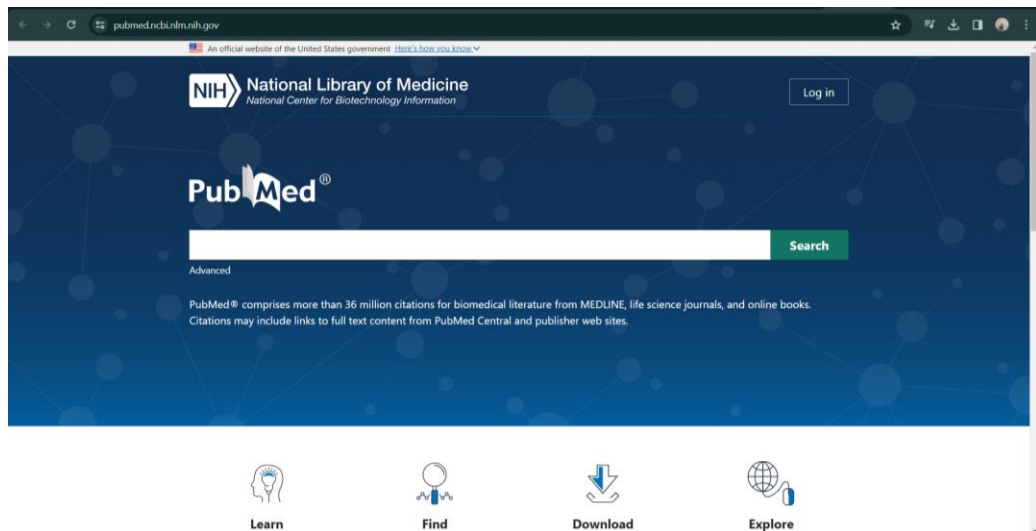 pubmed.ncbi.nlm.nih.gov
An official website of the United States government Here's how you know
NIH National Library of Medicine
National Center for Biotechnology Information
Log in
PubMed®
Search
Advanced
PubMed® comprises more than 36 million citations for biomedical literature from MEDLINE, life science journals, and online books.
Citations may include links to full text content from PubMed Central and publisher web sites.
Learn Find Download Explore